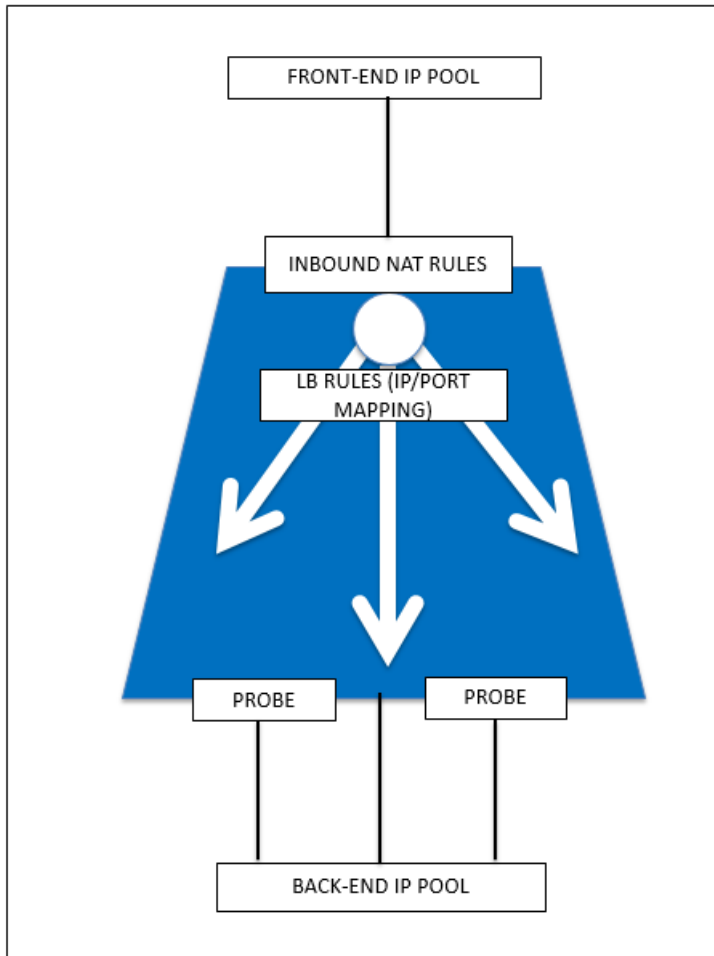 FRONT-END IP POOL
INBOUND NAT RULES
LB RULES (IP/PORT
MAPPING)
PROBE
PROBE
BACK-END IP POOL